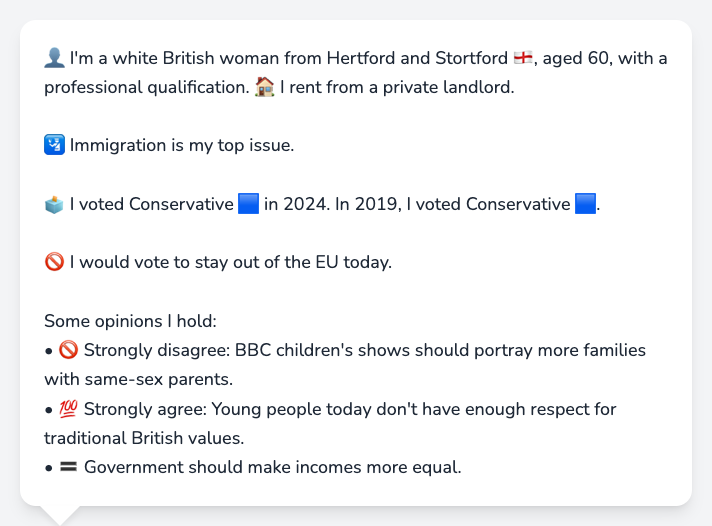 👤 I'm a white British woman from Hertford and Stortford 🏴󠁧󠁢󠁥󠁮󠁧󠁿, aged 60, with a
professional qualification. 🏠 I rent from a private landlord.
🛂 Immigration is my top issue.
🗳️ I voted Conservative 🟦 in 2024. In 2019, I voted Conservative 🟦.
🚫 I would vote to stay out of the EU today.
Some opinions I hold:
• 🚫 Strongly disagree: BBC children's shows should portray more families
with same-sex parents.
• 💯 Strongly agree: Young people today don't have enough respect for
traditional British values.
• 🟰 Government should make incomes more equal.